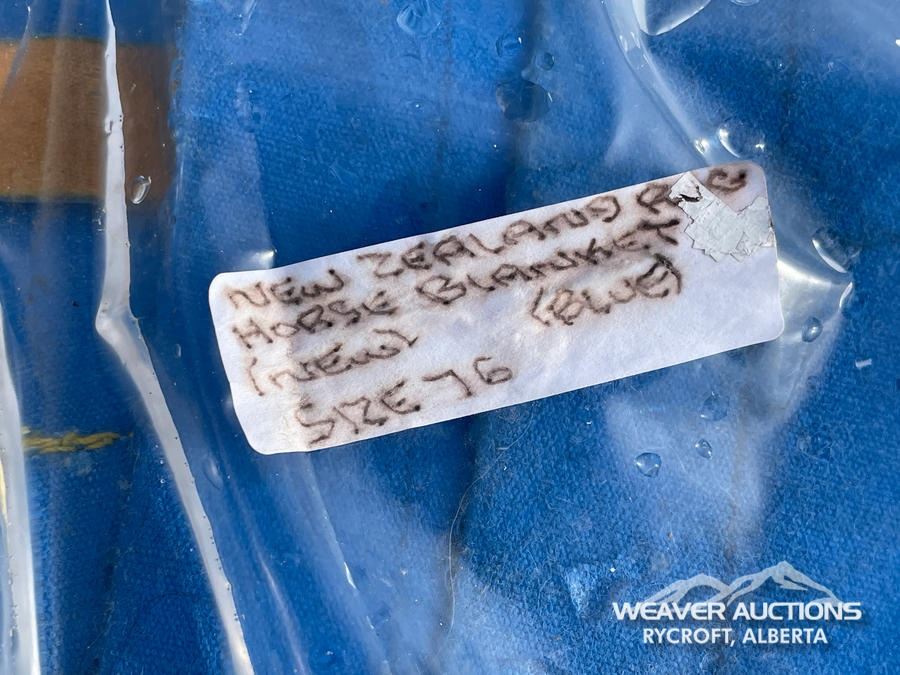 NEW ZEALAND
HORSE BLANKET
(NEW) (BLUE)
SIZE 76
WEAVER AUCTIONS
RYCROFT, ALBERTA